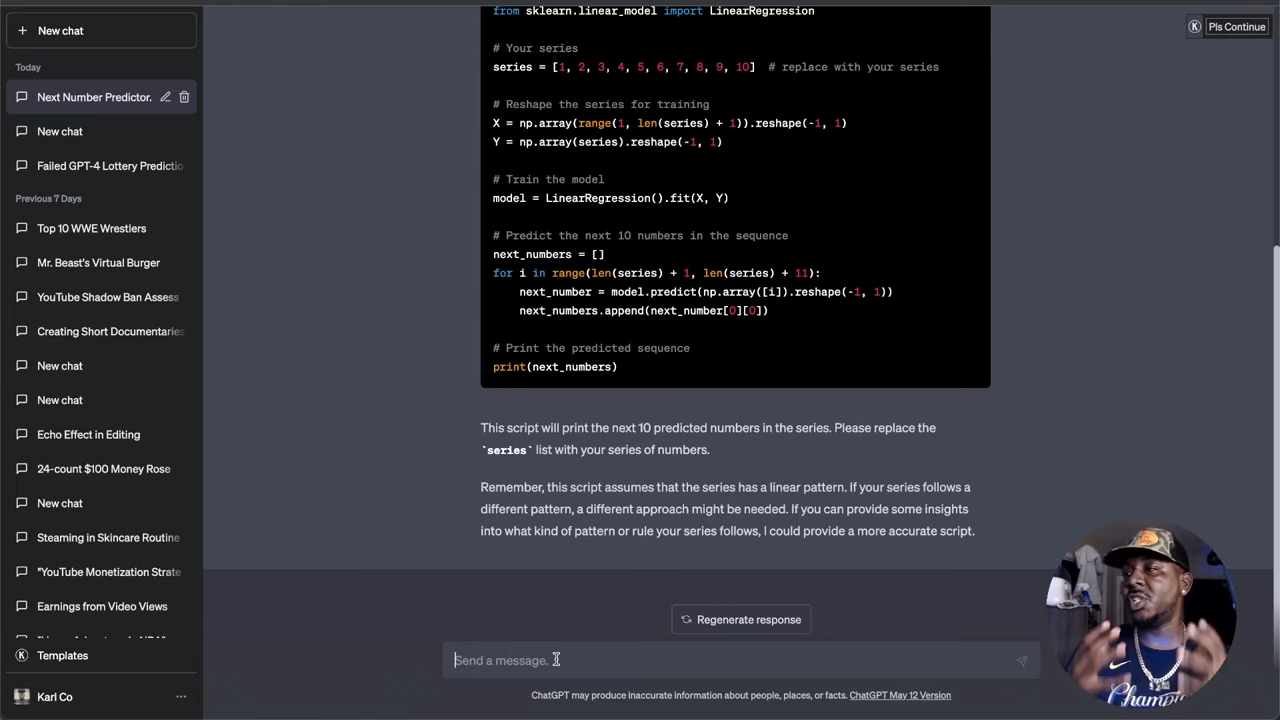 New chat
Today
Next Number Predictor.
New chat
Failed GPT-4 Lottery Predictio
Previous 7 Days
Top 10 WWE Wrestlers
Mr. Beast's Virtual Burger
YouTube Shadow Ban Assess
Creating Short Documentaries
New chat
New chat
Echo Effect in Editing
24-count $100 Money Rose
New chat
Steaming in Skincare Routine
"YouTube Monetization Strate
Earnings from Video Views
K Templates
Karl Co
K Pls Continue
from sklearn.linear_model import LinearRegression
# Your series
series = [1, 2, 3, 4, 5, 6, 7, 8, 9, 10]  # replace with your series
# Reshape the series for training
X = np.array(range(1, len(series) + 1)).reshape(-1, 1)
Y = np.array(series).reshape(-1, 1)
# Train the model
model = LinearRegression().fit(X, Y)
# Predict the next 10 numbers in the sequence
next_numbers = []
for i in range(len(series) + 1, len(series) + 11):
    next_number = model.predict(np.array([i]).reshape(-1, 1))
    next_numbers.append(next_number[0][0])
# Print the predicted sequence
print(next_numbers)
This script will print the next 10 predicted numbers in the series. Please replace the
`series` list with your series of numbers.
Remember, this script assumes that the series has a linear pattern. If your series follows a
different pattern, a different approach might be needed. If you can provide some insights
into what kind of pattern or rule your series follows, I could provide a more accurate script.
Regenerate response
Send a message.
ChatGPT may produce inaccurate information about people, places, or facts. ChatGPT May 12 Version